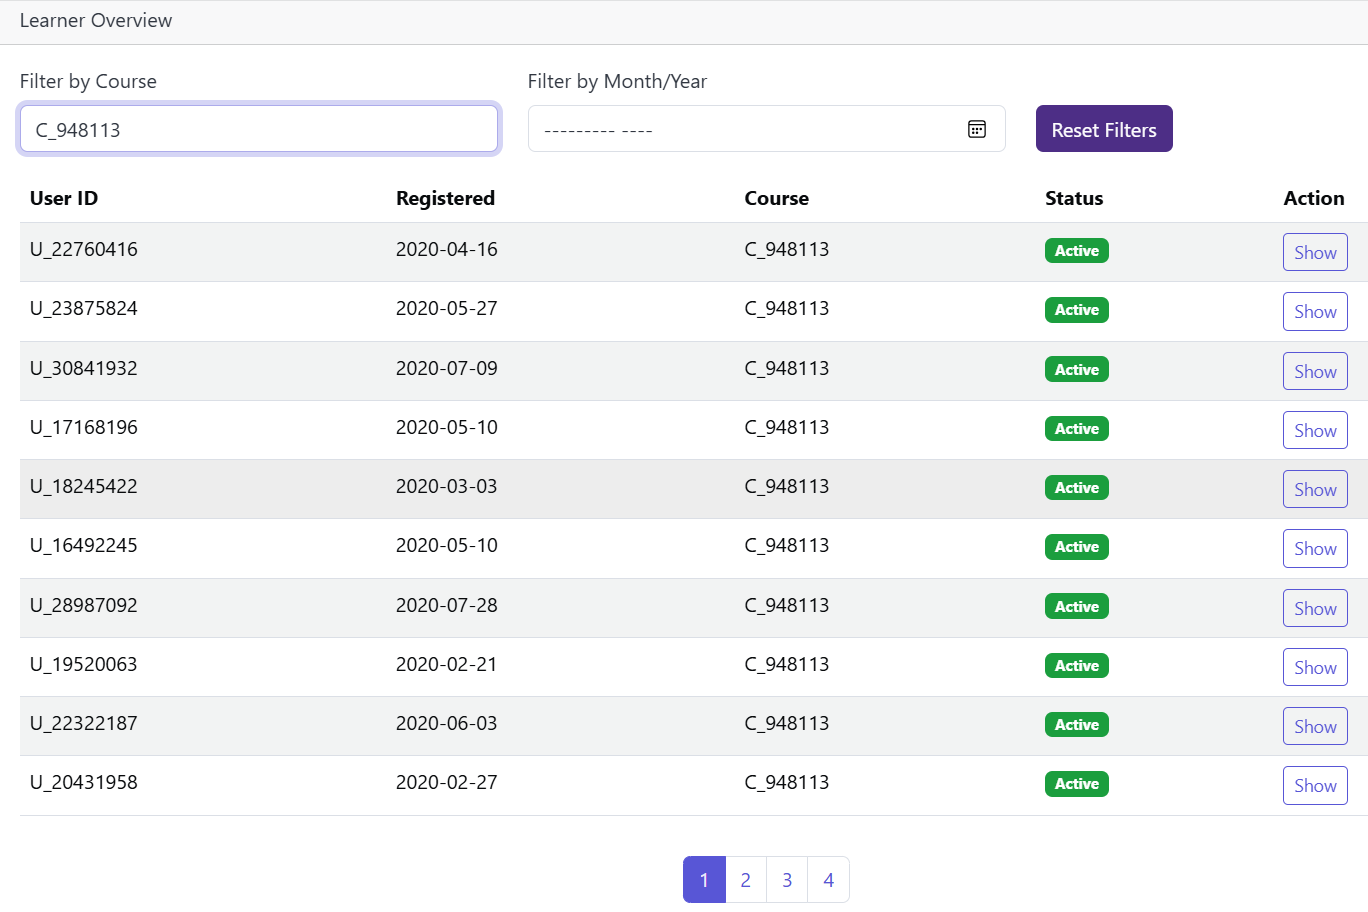 Learner Overview
Filter by Course Filter by Month/Year
C_948113 --------- ---- Reset Filters
User ID Registered Course Status Action
U_22760416 2020-04-16 C_948113 Active Show
U_23875824 2020-05-27 C_948113 Active Show
U_30841932 2020-07-09 C_948113 Active Show
U_17168196 2020-05-10 C_948113 Active Show
U_18245422 2020-03-03 C_948113 Active Show
U_16492245 2020-05-10 C_948113 Active Show
U_28987092 2020-07-28 C_948113 Active Show
U_19520063 2020-02-21 C_948113 Active Show
U_22322187 2020-06-03 C_948113 Active Show
U_20431958 2020-02-27 C_948113 Active Show
1 2 3 4